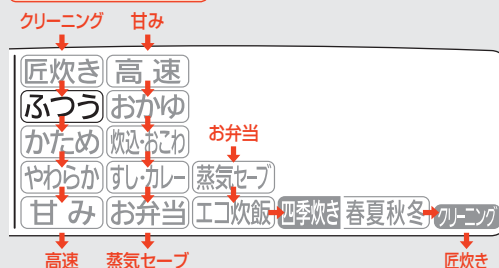 クリーニング 甘み
匠炊き 高速
ふつう おかゆ
かため 炊込・おこわ お弁当
やわらか すし・カレー 蒸気セーブ
甘み お弁当 エコ炊飯 四季炊き 春夏秋冬 クリーニング
高速 蒸気セーブ 匠炊き